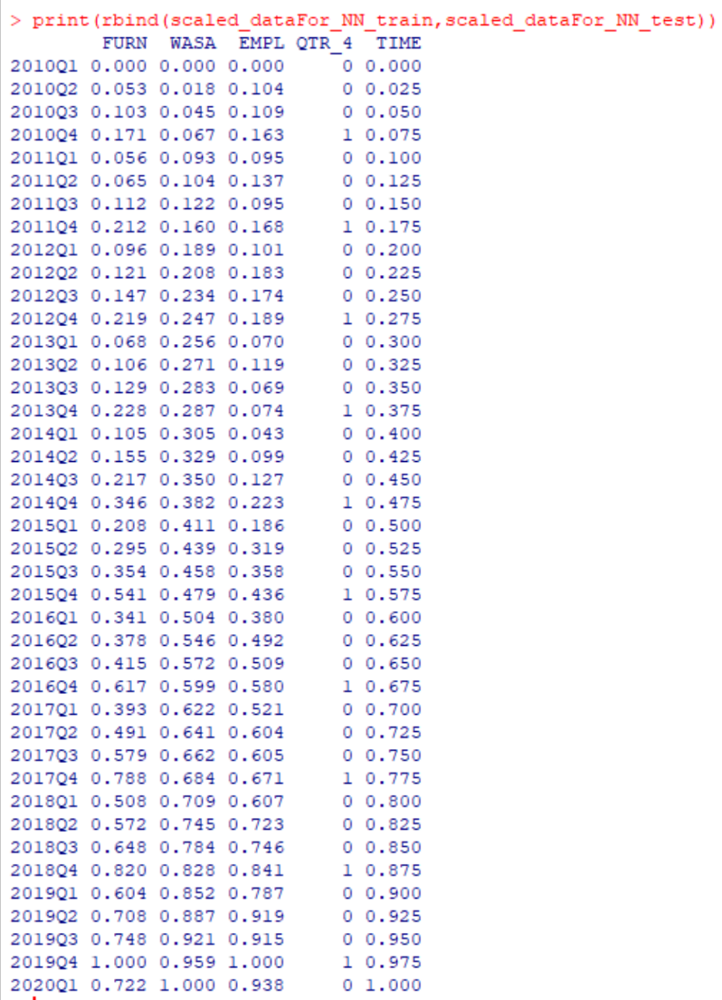 > print(rbind(scaled_dataFor_NN_train,scaled_dataFor_NN_test))
FURN WASA EMPL QTR_4 TIME
2010Q1 0.000 0.000 0.000 0 0.000
2010Q2 0.053 0.018 0.104 0 0.025
2010Q3 0.103 0.045 0.109 0 0.050
2010Q4 0.171 0.067 0.163 1 0.075
2011Q1 0.056 0.093 0.095 0 0.100
2011Q2 0.065 0.104 0.137 0 0.125
2011Q3 0.112 0.122 0.095 0 0.150
2011Q4 0.212 0.160 0.168 1 0.175
2012Q1 0.096 0.189 0.101 0 0.200
2012Q2 0.121 0.208 0.183 0 0.225
2012Q3 0.147 0.234 0.174 0 0.250
2012Q4 0.219 0.247 0.189 1 0.275
2013Q1 0.068 0.256 0.070 0 0.300
2013Q2 0.106 0.271 0.119 0 0.325
2013Q3 0.129 0.283 0.069 0 0.350
2013Q4 0.228 0.287 0.074 1 0.375
2014Q1 0.105 0.305 0.043 0 0.400
2014Q2 0.155 0.329 0.099 0 0.425
2014Q3 0.217 0.350 0.127 0 0.450
2014Q4 0.346 0.382 0.223 1 0.475
2015Q1 0.208 0.411 0.186 0 0.500
2015Q2 0.295 0.439 0.319 0 0.525
2015Q3 0.354 0.458 0.358 0 0.550
2015Q4 0.541 0.479 0.436 1 0.575
2016Q1 0.341 0.504 0.380 0 0.600
2016Q2 0.378 0.546 0.492 0 0.625
2016Q3 0.415 0.572 0.509 0 0.650
2016Q4 0.617 0.599 0.580 1 0.675
2017Q1 0.393 0.622 0.521 0 0.700
2017Q2 0.491 0.641 0.604 0 0.725
2017Q3 0.579 0.662 0.605 0 0.750
2017Q4 0.788 0.684 0.671 1 0.775
2018Q1 0.508 0.709 0.607 0 0.800
2018Q2 0.572 0.745 0.723 0 0.825
2018Q3 0.648 0.784 0.746 0 0.850
2018Q4 0.820 0.828 0.841 1 0.875
2019Q1 0.604 0.852 0.787 0 0.900
2019Q2 0.708 0.887 0.919 0 0.925
2019Q3 0.748 0.921 0.915 0 0.950
2019Q4 1.000 0.959 1.000 1 0.975
2020Q1 0.722 1.000 0.938 0 1.000